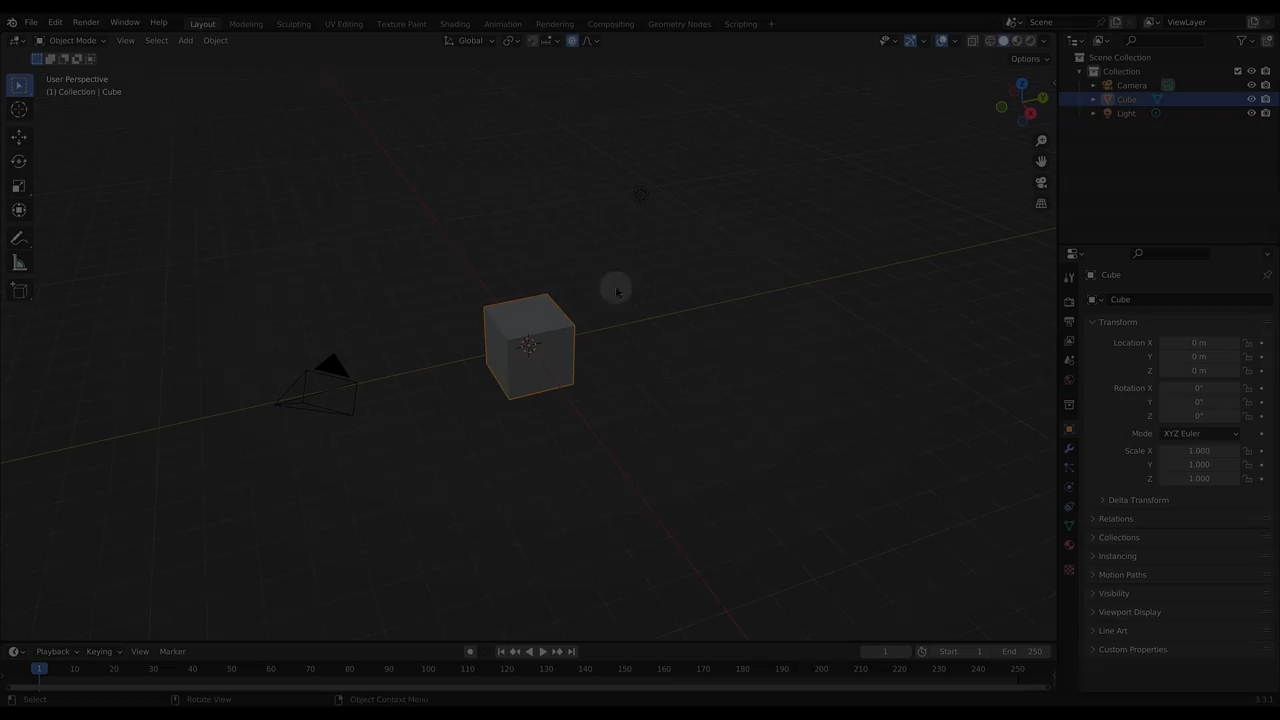 File Edit Render Window Help Layout Modeling Sculpting UV Editing Texture Paint Shading Animation Rendering Compositing Geometry Nodes Scripting + Scene ViewLayer
Object Mode View Select Add Object Global
Options
User Perspective
(1) Collection | Cube
Z
Y
X
Scene Collection
Collection
Camera
Cube
Light
Cube
Cube
Transform
Location X 0 m
Y 0 m
Z 0 m
Rotation X 0°
Y 0°
Z 0°
Mode XYZ Euler
Scale X 1.000
Y 1.000
Z 1.000
Delta Transform
Relations
Collections
Instancing
Motion Paths
Visibility
Viewport Display
Line Art
Custom Properties
Playback Keying View Marker 1 Start 1 End 250
1 10 20 30 40 50 60 70 80 90 100 110 120 130 140 150 160 170 180 190 200 210 220 230 240 250
Select Rotate View Object Context Menu 3.3.1